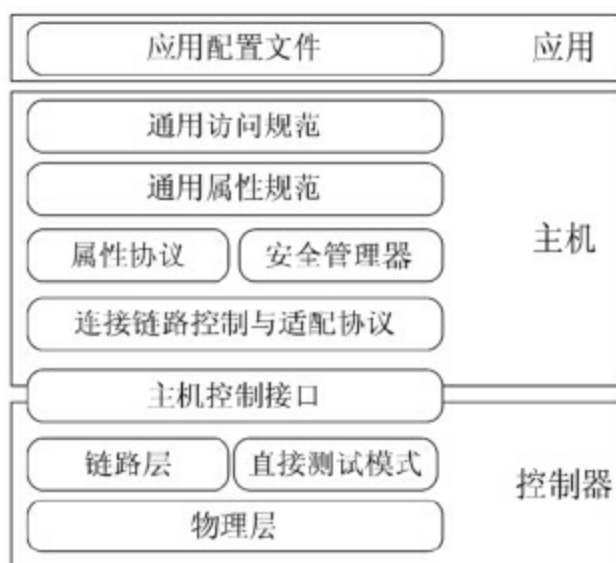 应用配置文件
应用
通用访问规范
通用属性规范
主机
属性协议
安全管理器
连接链路控制与适配协议
主机控制接口
链路层
直接测试模式
控制器
物理层